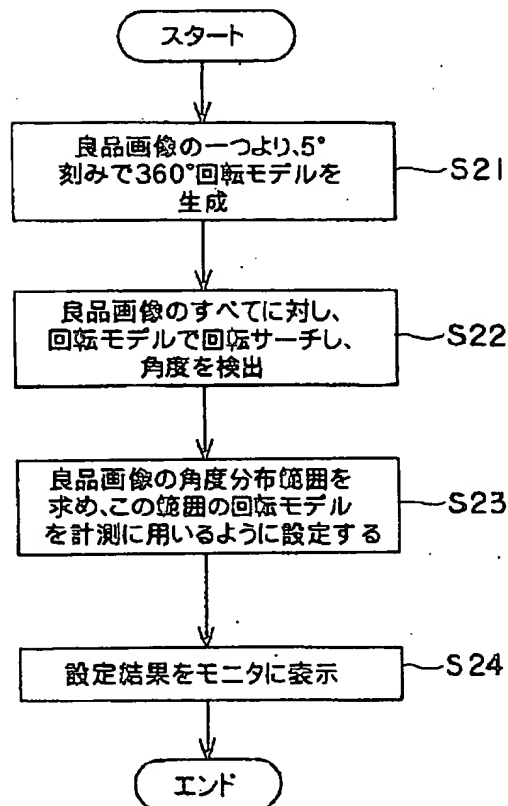 スタート
良品画像の一つより、5°
刻みで360°回転モデルを
生成
S21
良品画像のすべてに対し、
回転モデルで回転サーチし、
角度を検出
S22
良品画像の角度分布範囲を
求め、この範囲の回転モデル
を計測に用いるように設定する
S23
設定結果をモニタに表示
S24
エンド